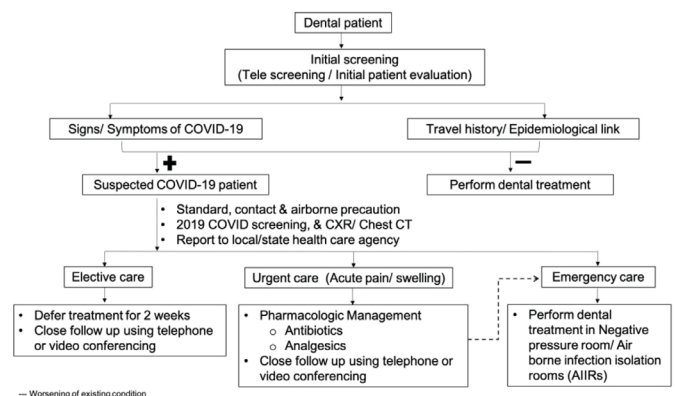 Dental patient
Initial screening
(Tele screening / Initial patient evaluation)
Signs/ Symptoms of COVID-19
Travel history/ Epidemiological link
+
−
Suspected COVID-19 patient
Perform dental treatment
• Standard, contact & airborne precaution
• 2019 COVID screening, & CXR/ Chest CT
• Report to local/state health care agency
Elective care
Urgent care (Acute pain/ swelling)
Emergency care
• Defer treatment for 2 weeks
• Close follow up using telephone
or video conferencing
• Pharmacologic Management
o Antibiotics
o Analgesics
• Close follow up using telephone or
video conferencing
• Perform dental
treatment in Negative
pressure room/ Air
borne infection isolation
rooms (AIIRs)
--- Worsening of existing condition